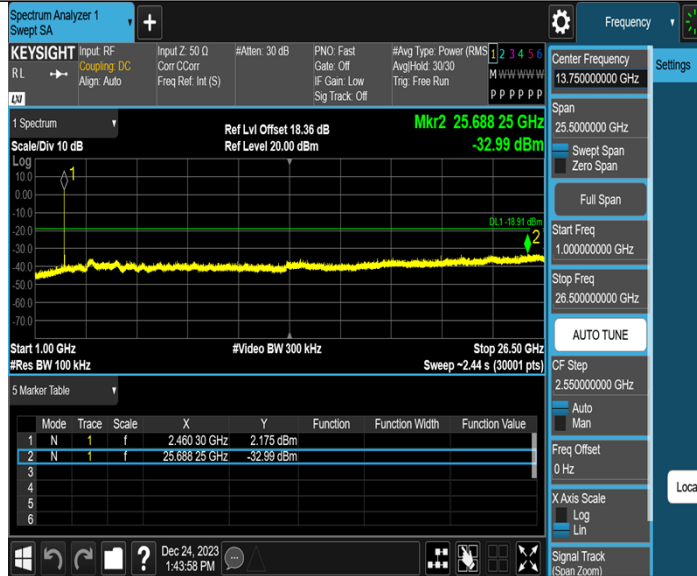 Spectrum Analyzer 1
Swept SA
Frequency
KEYSIGHT
Input: RF
Coupling: DC
Align: Auto
Input Z: 50 Ω
Corr CCorr
Freq Ref: Int (S)
#Atten: 30 dB
PNO: Fast
Gate: Off
IF Gain: Low
Sig Track: Off
#Avg Type: Power (RMS
Avg|Hold: 30/30
Trig: Free Run
1 2 3 4 5 6
M W W W W W
P P P P P P
R L
LXI
Settings
Center Frequency
13.750000000 GHz
Span
25.5000000 GHz
Swept Span
Zero Span
Full Span
Start Freq
1.000000000 GHz
Stop Freq
26.500000000 GHz
AUTO TUNE
CF Step
2.550000000 GHz
Auto
Man
Freq Offset
0 Hz
X Axis Scale
Log
Lin
Signal Track
(Span Zoom)
Loca
1 Spectrum
Scale/Div 10 dB
Ref Lvl Offset 18.36 dB
Ref Level 20.00 dBm
Mkr2 25.688 25 GHz
-32.99 dBm
Log
10.0
0.00
-10.0
-20.0
-30.0
-40.0
-50.0
-60.0
-70.0
1
DL1 -18.91 dBm
2
Start 1.00 GHz
#Res BW 100 kHz
#Video BW 300 kHz
Stop 26.50 GHz
Sweep ~2.44 s (30001 pts)
5 Marker Table
Mode Trace Scale X Y Function Function Width Function Value
1 N 1 f 2.460 30 GHz 2.175 dBm
2 N 1 f 25.688 25 GHz -32.99 dBm
3
4
5
6
Dec 24, 2023
1:43:58 PM